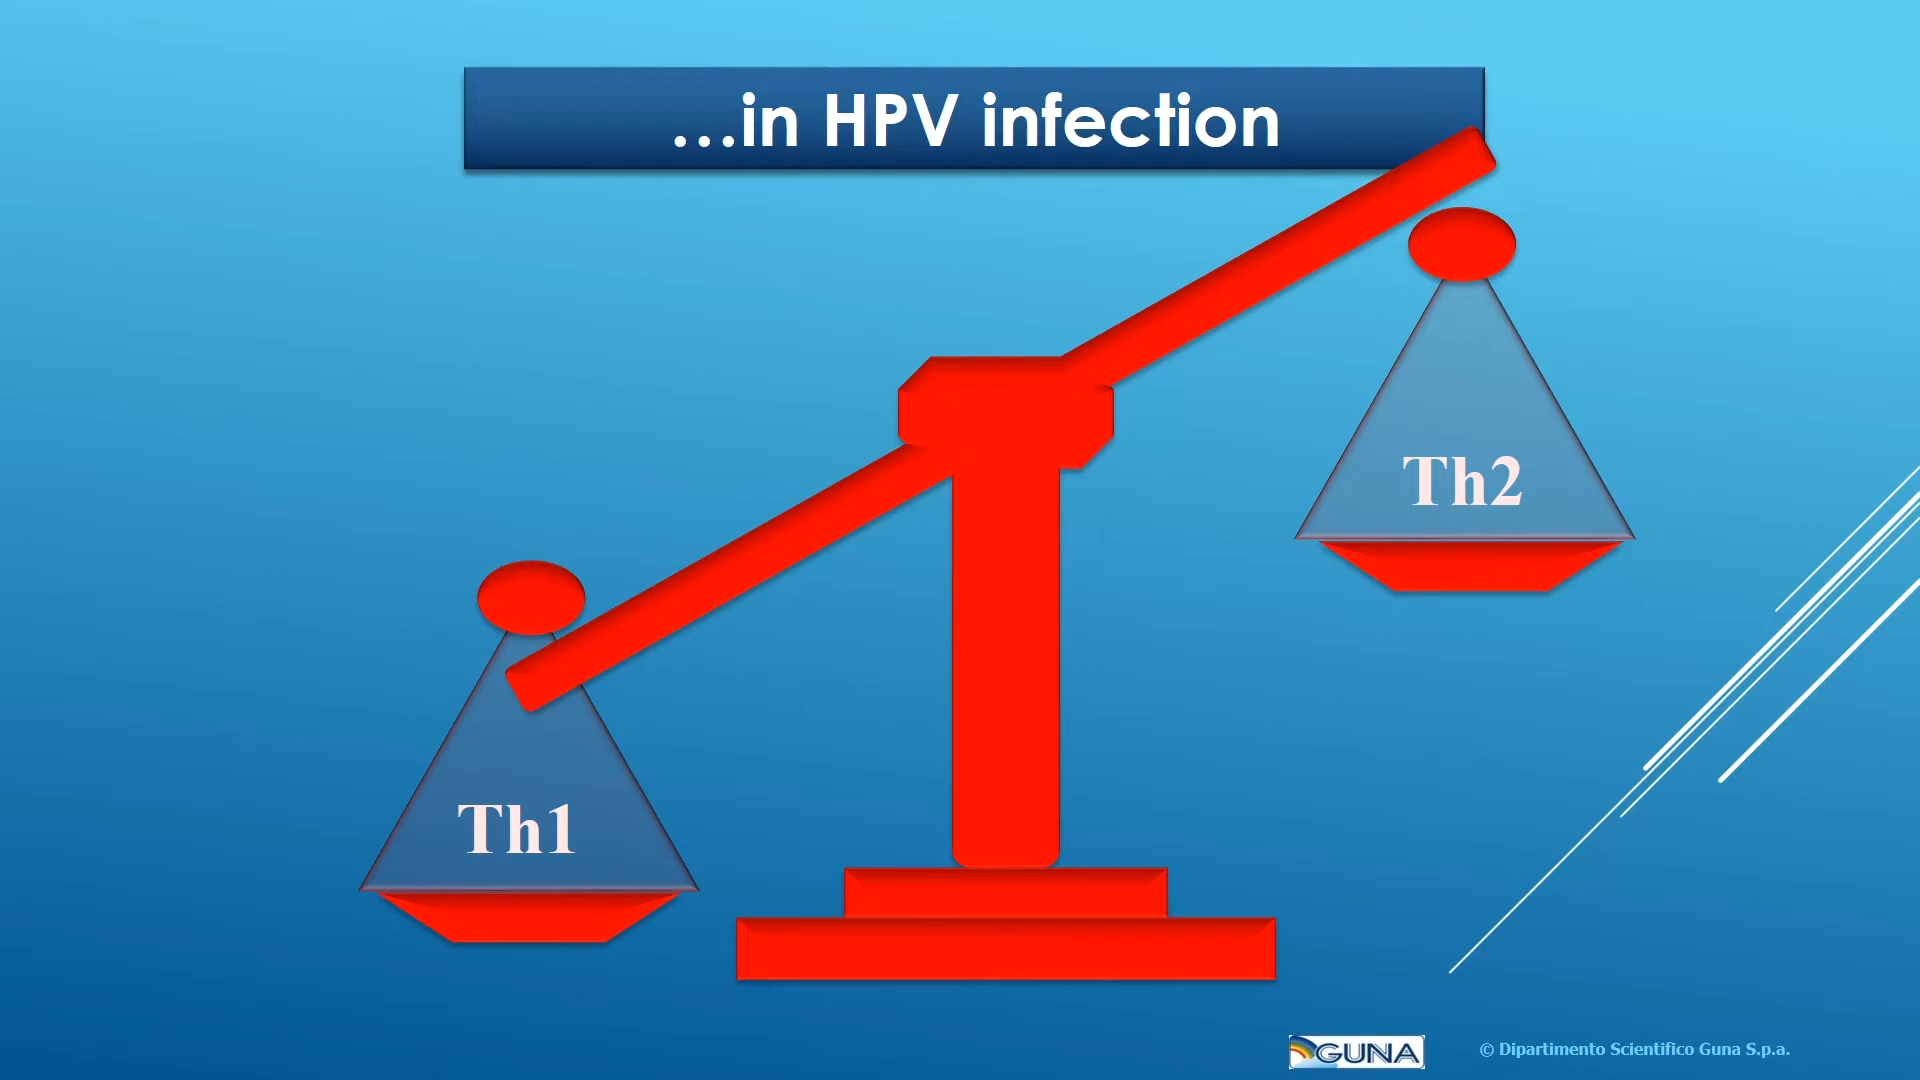 …in HPV infection
Th2
Th1
GUNA
© Dipartimento Scientifico Guna S.p.a.